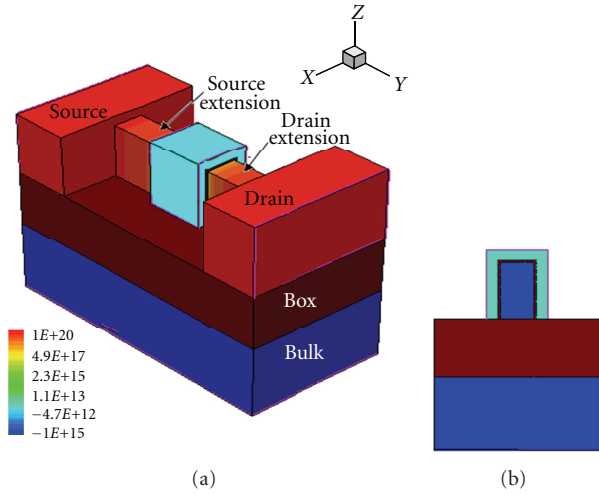 Z
X
Y
Source
extension
Source
Drain
extension
Drain
Box
Bulk
1E+20
4.9E+17
2.3E+15
1.1E+13
−4.7E+12
−1E+15
(a)
(b)